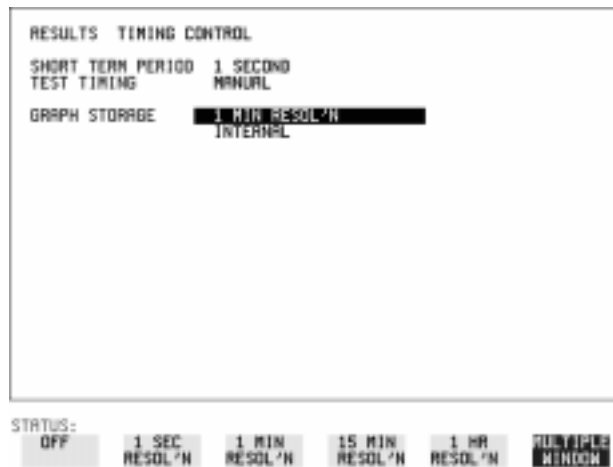 RESULTS TIMING CONTROL
SHORT TERM PERIOD 1 SECOND
TEST TIMING MANUAL
GRAPH STORAGE 1 MIN RESOL'N
INTERNAL
STATUS:
OFF 1 SEC RESOL'N 1 MIN RESOL'N 15 MIN RESOL'N 1 HR RESOL'N MULTIPLE WINDOW